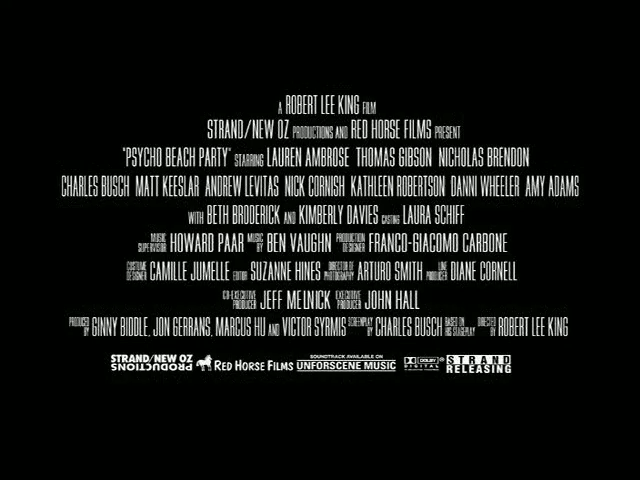 A ROBERT LEE KING FILM
STRAND/NEW OZ PRODUCTIONS AND RED HORSE FILMS PRESENT
"PSYCHO BEACH PARTY" STARRING LAUREN AMBROSE THOMAS GIBSON NICHOLAS BRENDON
CHARLES BUSCH MATT KEESLAR ANDREW LEVITAS NICK CORNISH KATHLEEN ROBERTSON DANNI WHEELER AMY ADAMS
WITH BETH BRODERICK AND KIMBERLY DAVIES CASTING LAURA SCHIFF
MUSIC SUPERVISOR HOWARD PAAR MUSIC BY BEN VAUGHN PRODUCTION DESIGNER FRANCO-GIACOMO CARBONE
COSTUME DESIGNER CAMILLE JUMELLE EDITOR SUZANNE HINES DIRECTOR OF PHOTOGRAPHY ARTURO SMITH LINE PRODUCER DIANE CORNELL
CO-EXECUTIVE PRODUCER JEFF MELNICK EXECUTIVE PRODUCER JOHN HALL
PRODUCED BY GINNY BIDDLE, JON GERRANS, MARCUS HU AND VICTOR SYRMIS SCREENPLAY BY CHARLES BUSCH BASED ON HIS STAGEPLAY DIRECTED BY ROBERT LEE KING
STRAND/NEW OZ PRODUCTIONS RED HORSE FILMS SOUNDTRACK AVAILABLE ON UNFORSCENE MUSIC DOLBY DIGITAL STRAND RELEASING